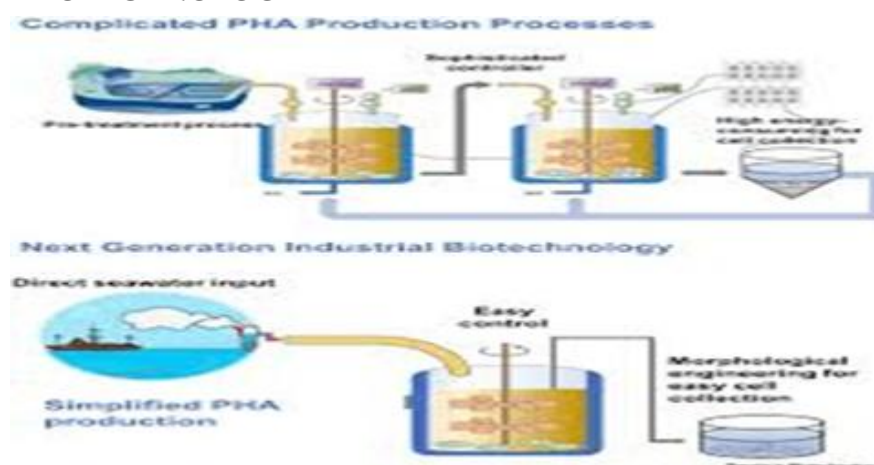 Complicated PHA Production Processes
Sophisticated
controller
Pre-treatment process
High energy-
consuming for
cell collection
Next Generation Industrial Biotechnology
Direct seawater input
Easy
control
Morphological
engineering for
easy cell
collection
Simplified PHA
production